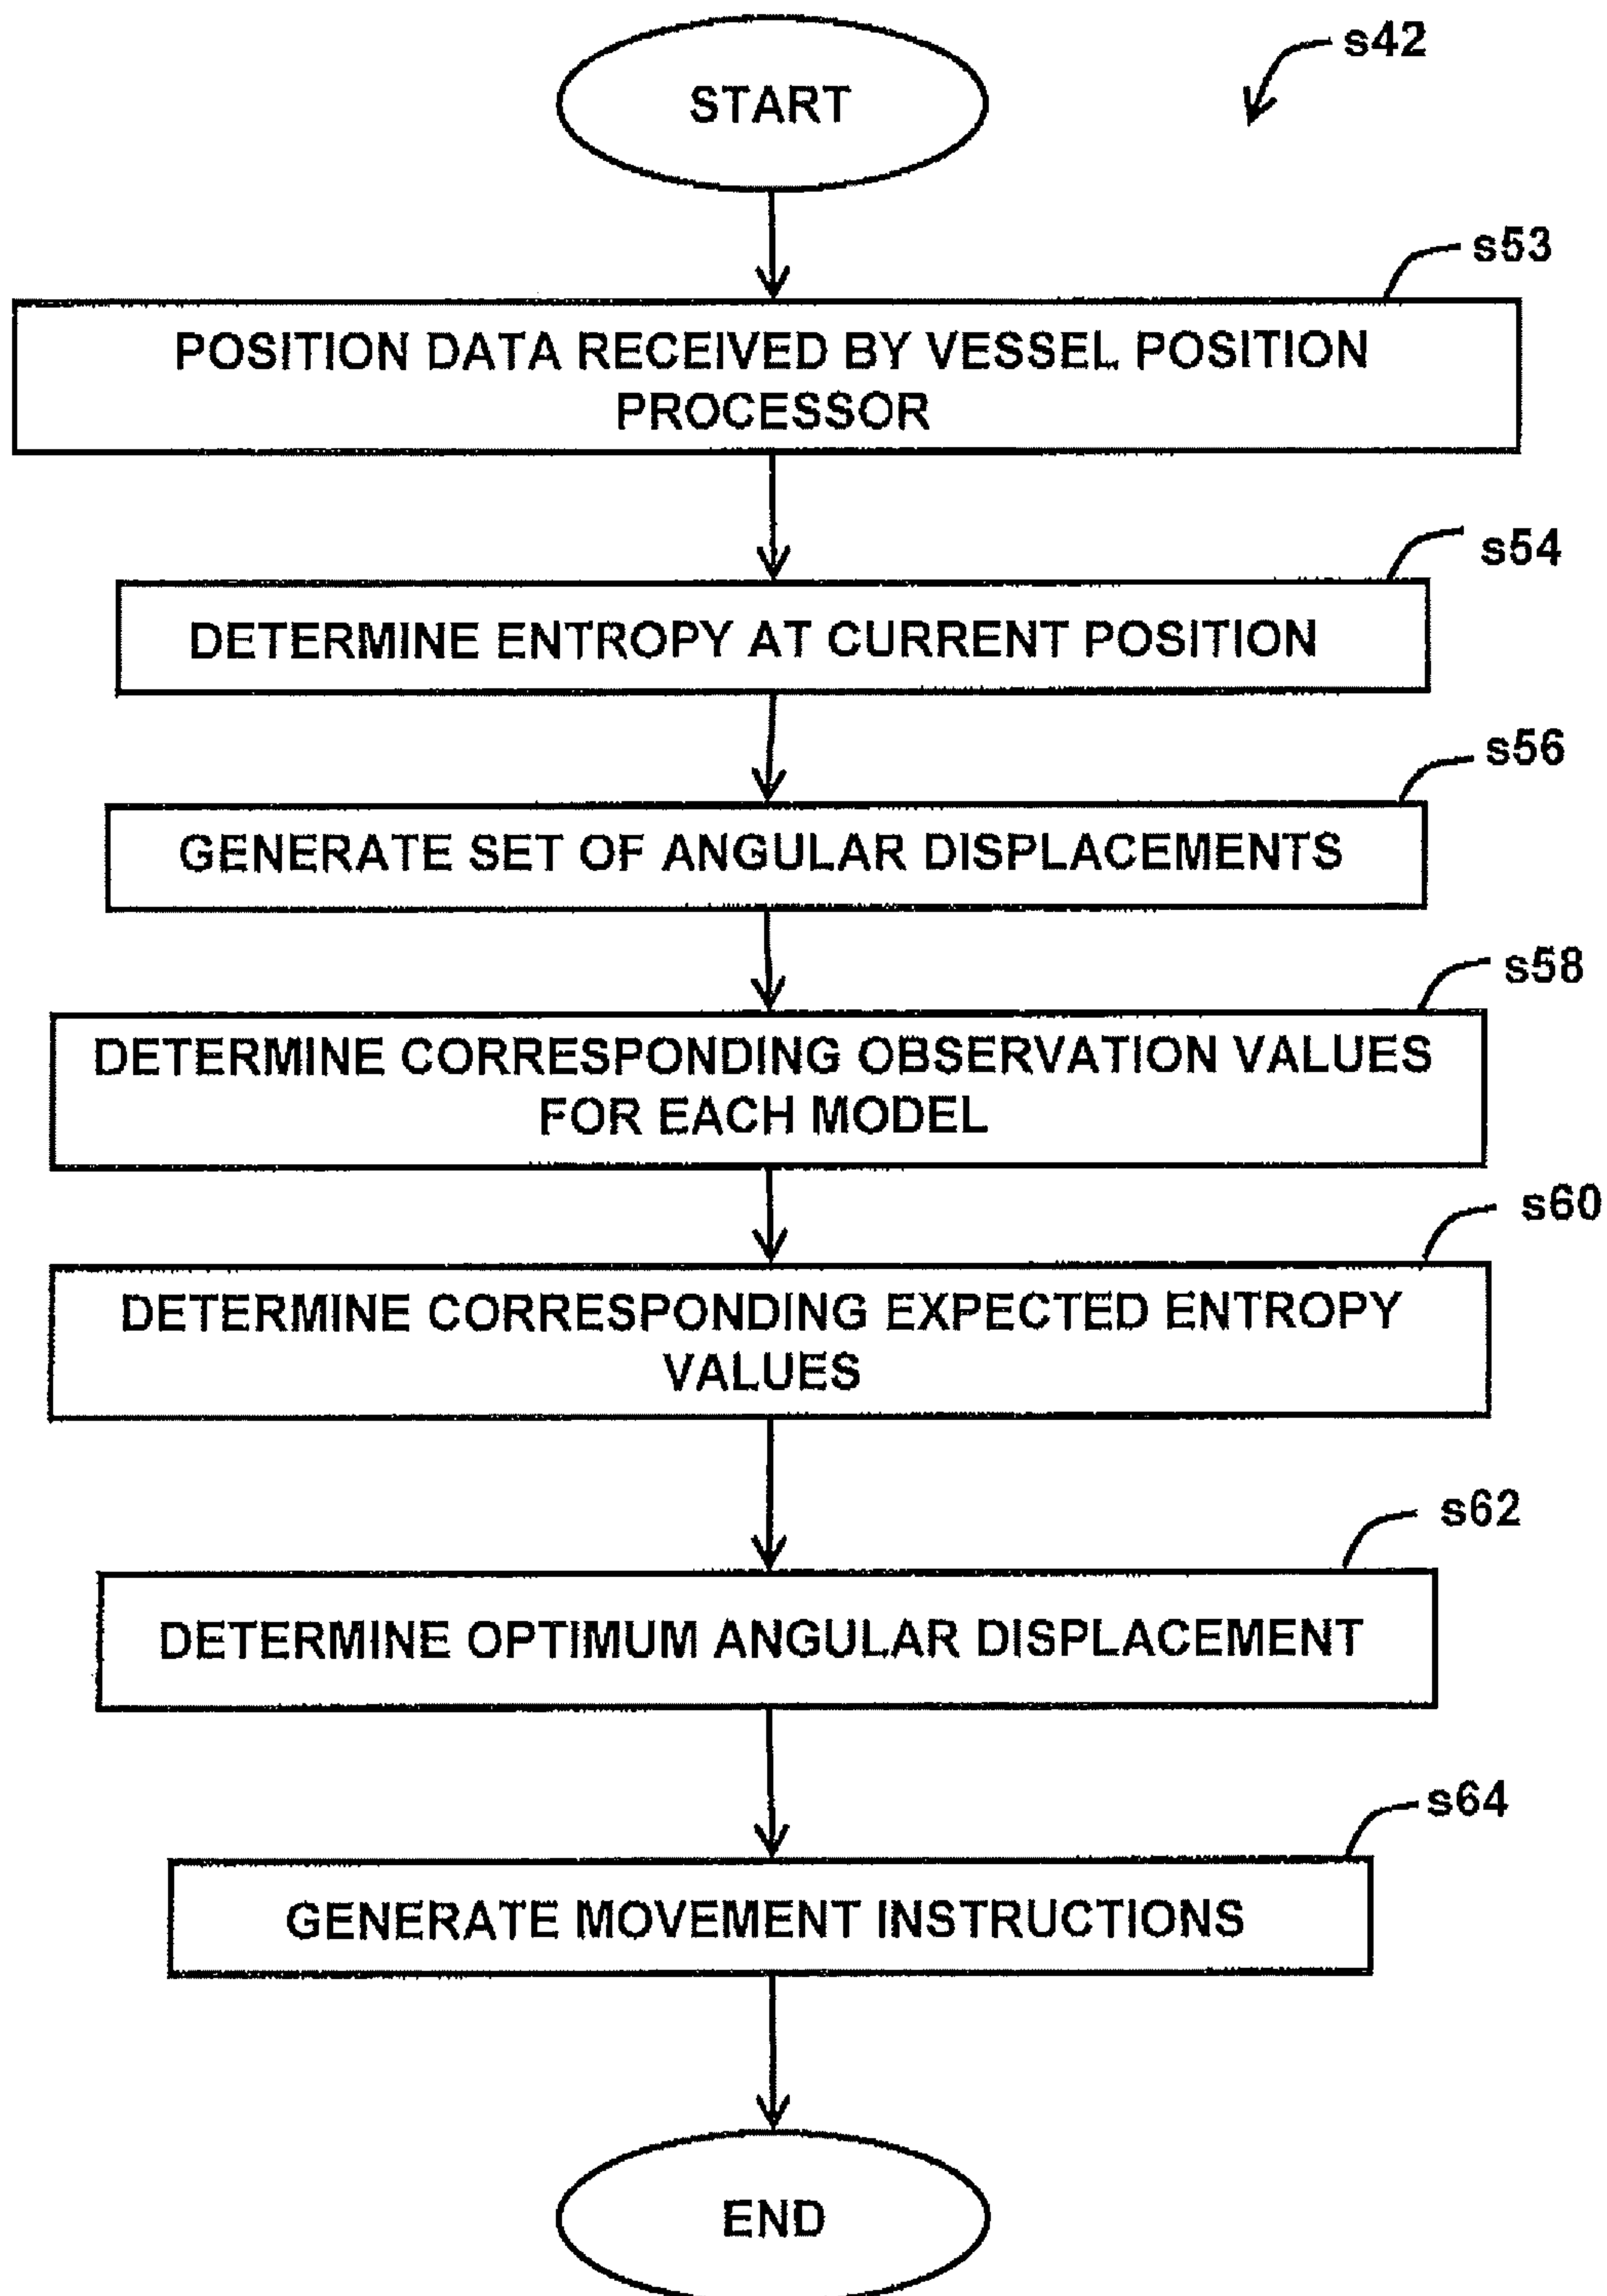 s42
START
s53
POSITION DATA RECEIVED BY VESSEL POSITION
PROCESSOR
s54
DETERMINE ENTROPY AT CURRENT POSITION
s56
GENERATE SET OF ANGULAR DISPLACEMENTS
s58
DETERMINE CORRESPONDING OBSERVATION VALUES
FOR EACH MODEL
s60
DETERMINE CORRESPONDING EXPECTED ENTROPY
VALUES
s62
DETERMINE OPTIMUM ANGULAR DISPLACEMENT
s64
GENERATE MOVEMENT INSTRUCTIONS
END